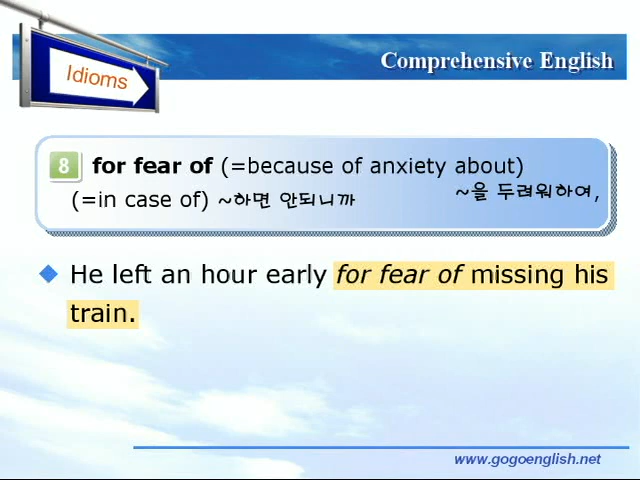 Idioms
Comprehensive English
8 for fear of (=because of anxiety about)
~을 두려워하여,
(=in case of) ~하면 안되니까
He left an hour early for fear of missing his
train.
www.gogoenglish.net